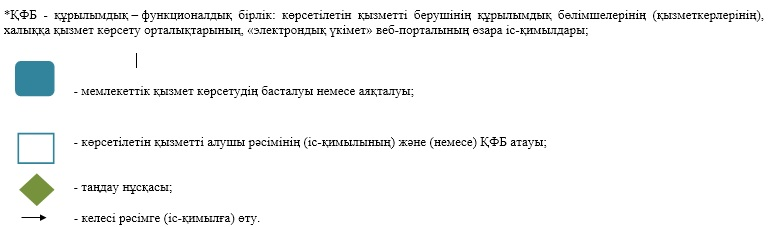 *ҚФБ - құрылымдық – функционалдық бірлік: көрсетілетін қызметті берушінің құрылымдық бөлімшелерінің (қызметкерлерінің),
халыққа қызмет көрсету орталықтарының, «электрондық үкімет» веб-порталының өзара іс-қимылдары;
- мемлекеттік қызмет көрсетудің басталуы немесе аяқталуы;
- көрсетілетін қызметті алушы рәсімінің (іс-қимылының) және (немесе) ҚФБ атауы;
- таңдау нұсқасы;
- келесі рәсімге (іс-қимылға) өту.